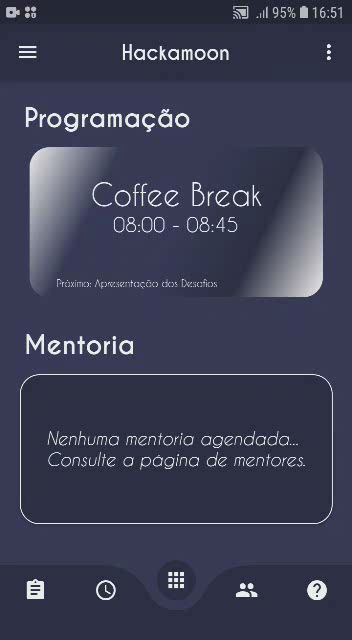 95% 16:51
Hackamoon
Programação
Coffee Break
08:00 - 08:45
Próximo: Apresentação dos Desafios
Mentoria
Nenhuma mentoria agendada...
Consulte a página de mentores.